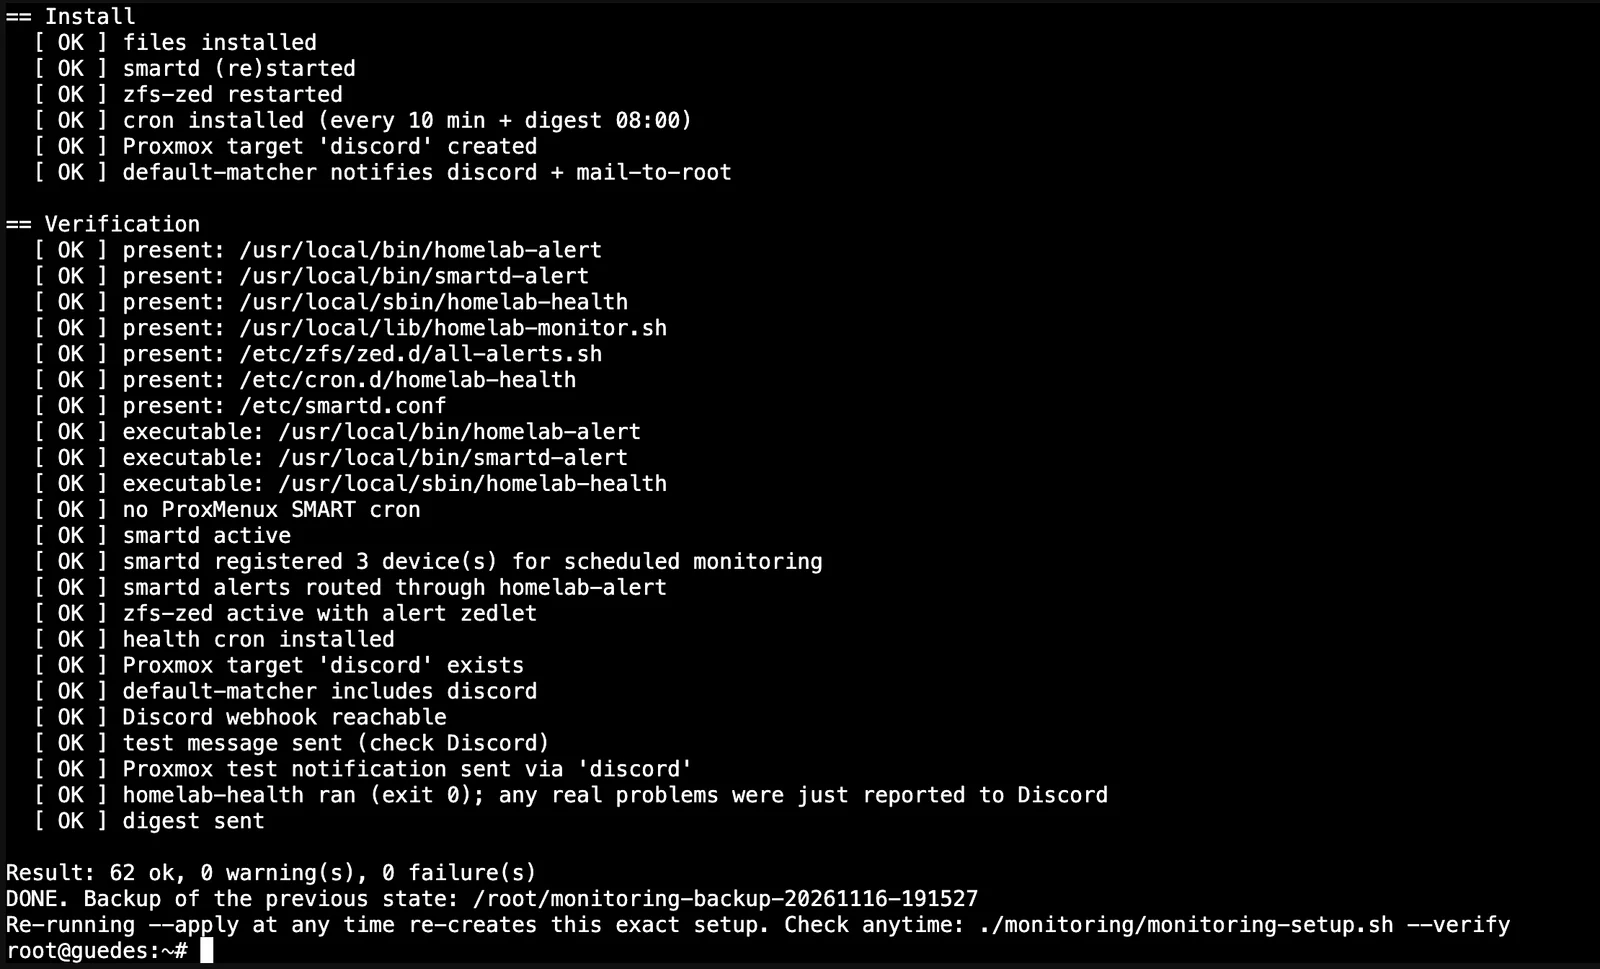 == Install
[ OK ] files installed
[ OK ] smartd (re)started
[ OK ] zfs-zed restarted
[ OK ] cron installed (every 10 min + digest 08:00)
[ OK ] Proxmox target 'discord' created
[ OK ] default-matcher notifies discord + mail-to-root
== Verification
[ OK ] present: /usr/local/bin/homelab-alert
[ OK ] present: /usr/local/bin/smartd-alert
[ OK ] present: /usr/local/sbin/homelab-health
[ OK ] present: /usr/local/lib/homelab-monitor.sh
[ OK ] present: /etc/zfs/zed.d/all-alerts.sh
[ OK ] present: /etc/cron.d/homelab-health
[ OK ] present: /etc/smartd.conf
[ OK ] executable: /usr/local/bin/homelab-alert
[ OK ] executable: /usr/local/bin/smartd-alert
[ OK ] executable: /usr/local/sbin/homelab-health
[ OK ] no ProxMenux SMART cron
[ OK ] smartd active
[ OK ] smartd registered 3 device(s) for scheduled monitoring
[ OK ] smartd alerts routed through homelab-alert
[ OK ] zfs-zed active with alert zedlet
[ OK ] health cron installed
[ OK ] Proxmox target 'discord' exists
[ OK ] default-matcher includes discord
[ OK ] Discord webhook reachable
[ OK ] test message sent (check Discord)
[ OK ] Proxmox test notification sent via 'discord'
[ OK ] homelab-health ran (exit 0); any real problems were just reported to Discord
[ OK ] digest sent
Result: 62 ok, 0 warning(s), 0 failure(s)
DONE. Backup of the previous state: /root/monitoring-backup-20261116-191527
Re-running --apply at any time re-creates this exact setup. Check anytime: ./monitoring/monitoring-setup.sh --verify
root@guedes:~#